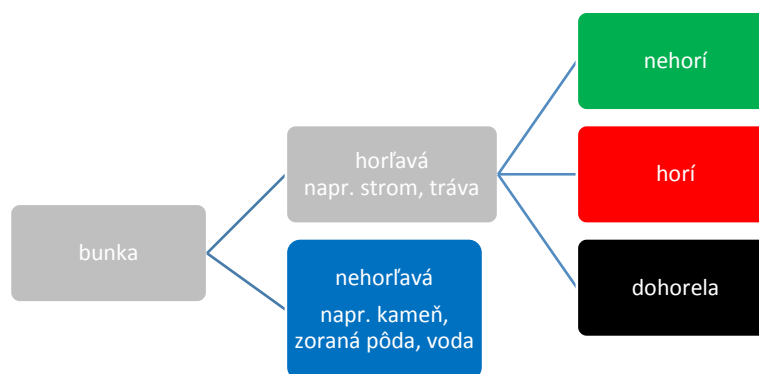 bunka
horľavá
napr. strom, tráva
nehorľavá
napr. kameň,
zoraná pôda, voda
nehorí
horí
dohorela